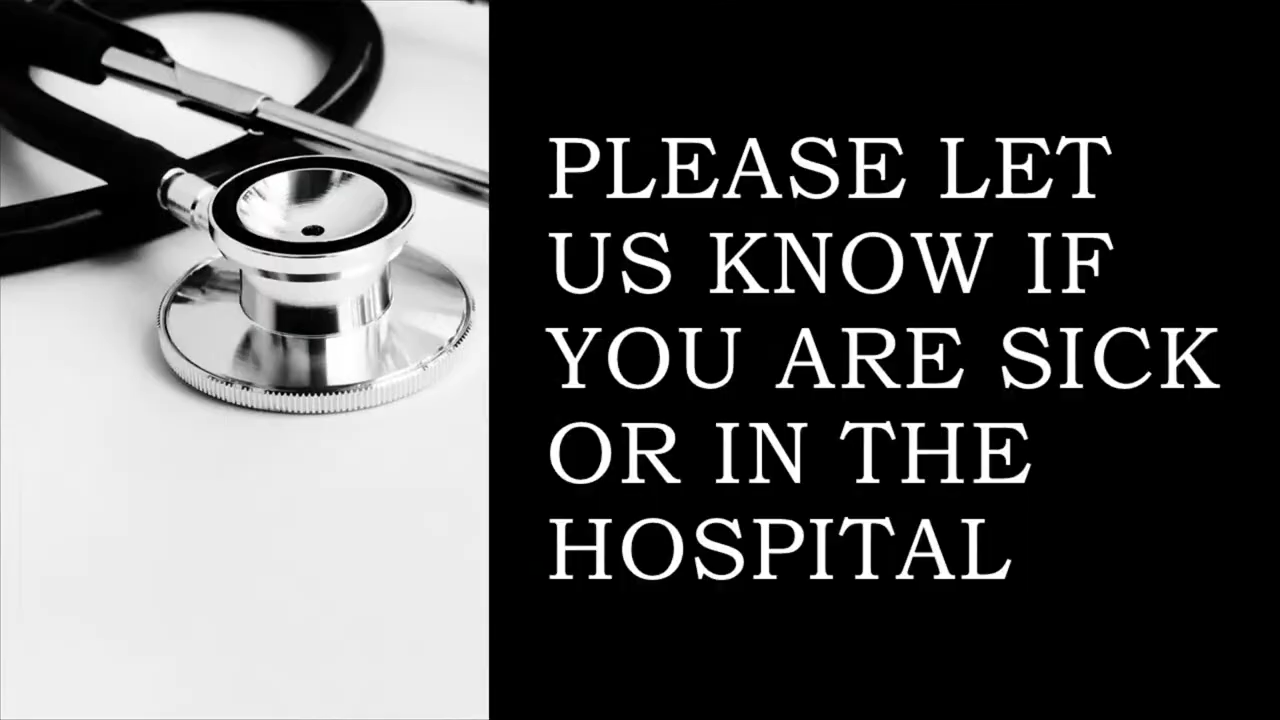 PLEASE LET
US KNOW IF
YOU ARE SICK
OR IN THE
HOSPITAL